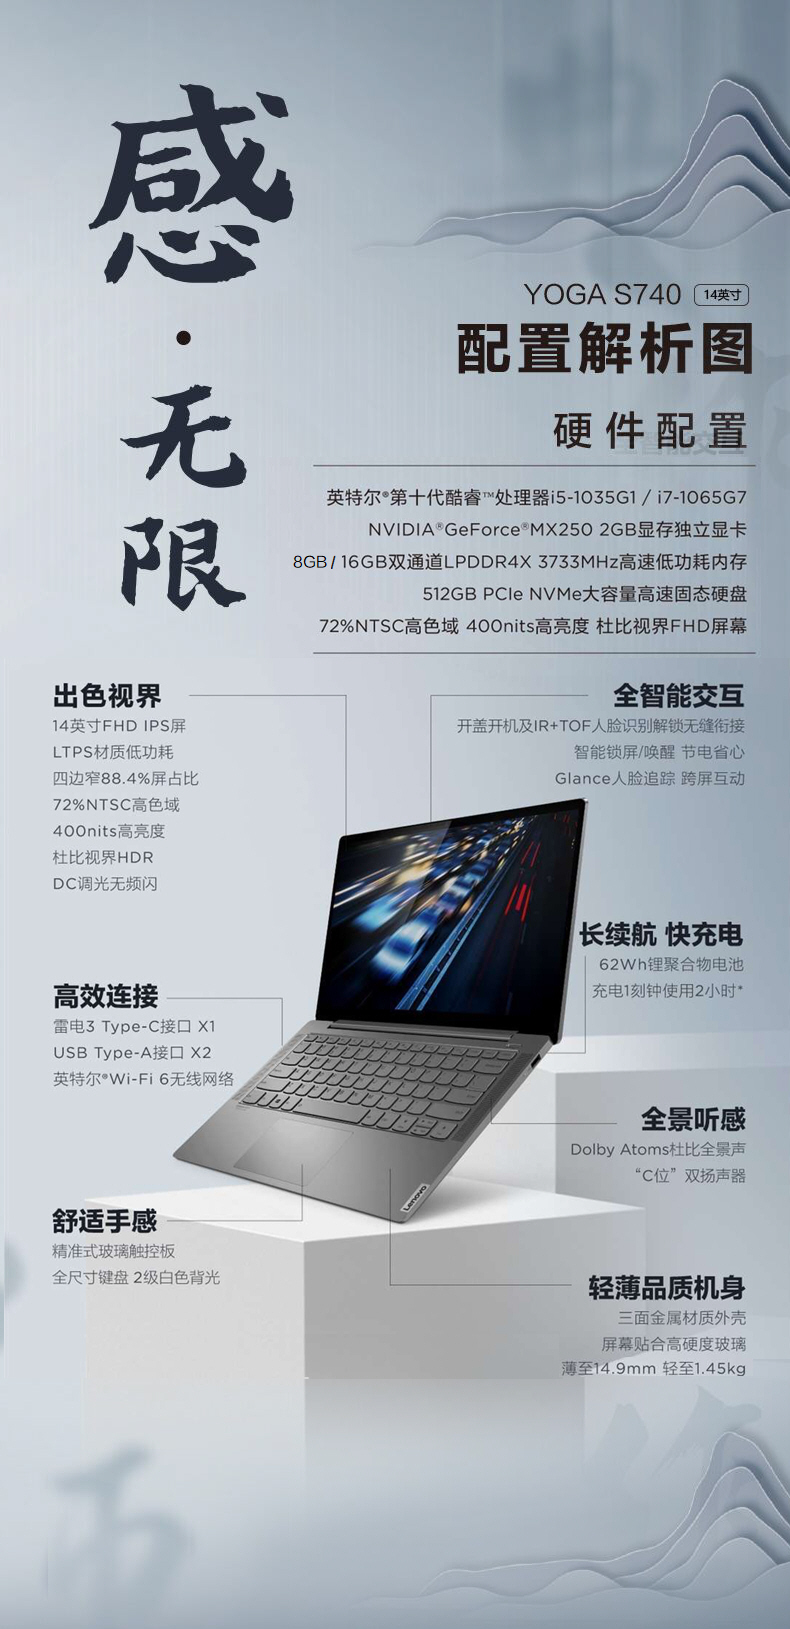 感·无限
YOGA S740 14英寸
配置解析图
硬件配置
英特尔®第十代酷睿™处理器i5-1035G1 / i7-1065G7
NVIDIA®GeForce®MX250 2GB显存独立显卡
8GB / 16GB双通道LPDDR4X 3733MHz高速低功耗内存
512GB PCIe NVMe大容量高速固态硬盘
72%NTSC高色域 400nits高亮度 杜比视界FHD屏幕
出色视界
14英寸FHD IPS屏
LTPS材质低功耗
四边窄88.4%屏占比
72%NTSC高色域
400nits高亮度
杜比视界HDR
DC调光无频闪
全智能交互
开盖开机及IR+TOF人脸识别解锁无缝衔接
智能锁屏/唤醒 节电省心
Glance人脸追踪 跨屏互动
长续航 快充电
62Wh锂聚合物电池
充电1刻钟使用2小时*
高效连接
雷电3 Type-C接口 X1
USB Type-A接口 X2
英特尔®Wi-Fi 6无线网络
全景听感
Dolby Atoms杜比全景声
“C位”双扬声器
Lenovo
舒适手感
精准式玻璃触控板
全尺寸键盘 2级白色背光
轻薄品质机身
三面金属材质外壳
屏幕贴合高硬度玻璃
薄至14.9mm 轻至1.45kg